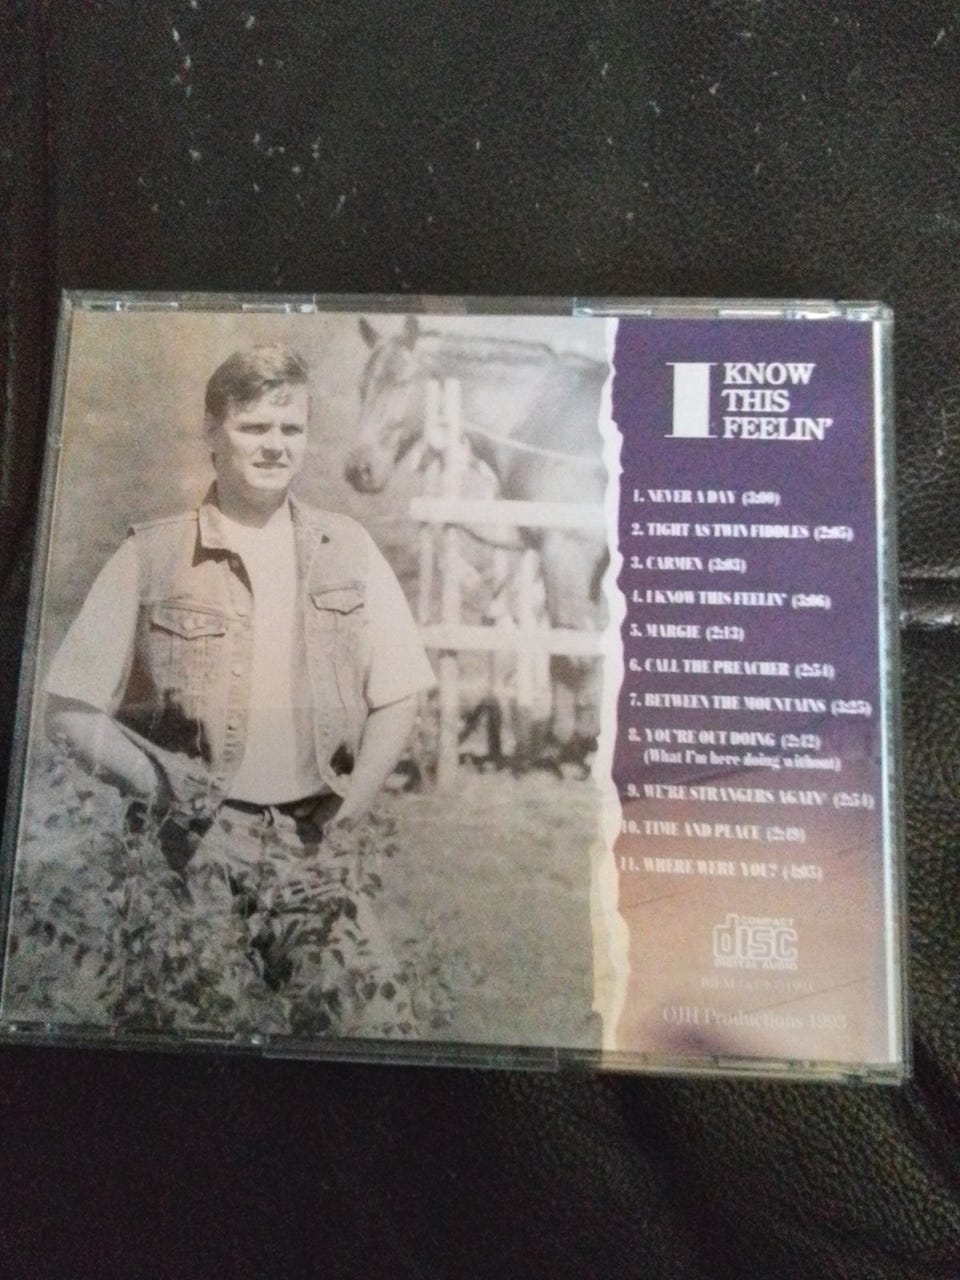 I KNOW
THIS
FEELIN'
1. NEVER A DAY (3:00)
2. TIGHT AS TWIN FIDDLES (2:05)
3. CARMEN (3:03)
4. I KNOW THIS FEELIN' (3:06)
5. MARGIE (2:13)
6. CALL THE PREACHER (2:54)
7. BETWEEN THE MOUNTAINS (3:25)
8. YOU'RE OUT DOING (2:42)
(What I'm here doing without)
9. WE'RE STRANGERS AGAIN' (2:54)
10. TIME AND PLACE (2:49)
11. WHERE WERE YOU? (4:05)
COMPACT
disc
DIGITAL AUDIO
OJH Productions 1993